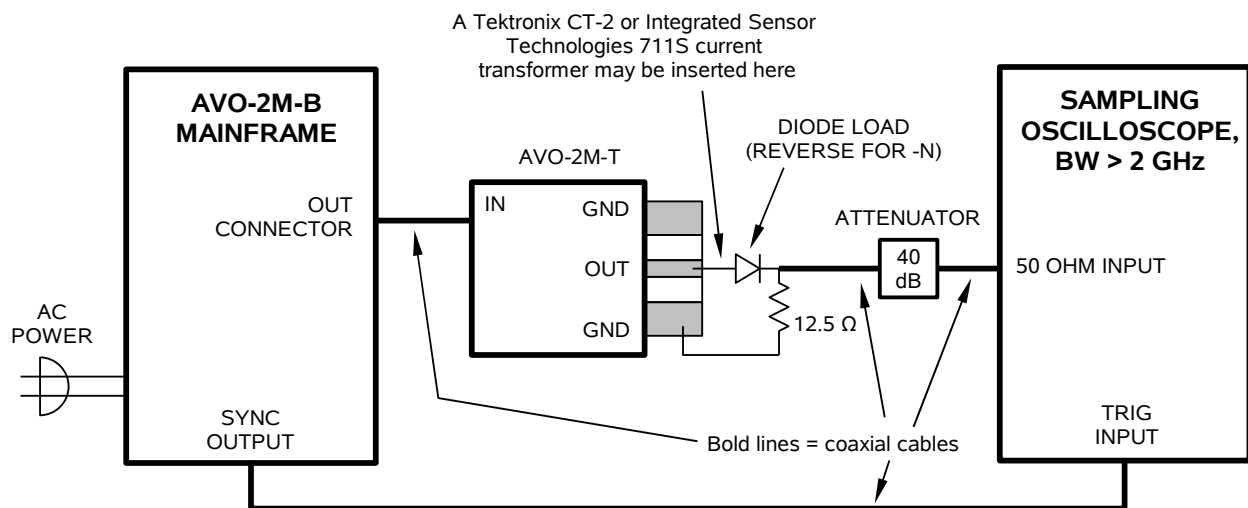 A Tektronix CT-2 or Integrated Sensor
Technologies 711S current
transformer may be inserted here
AVO-2M-B
MAINFRAME
SAMPLING
OSCILLOSCOPE,
BW > 2 GHz
DIODE LOAD
(REVERSE FOR -N)
AVO-2M-T
IN
GND
OUT
CONNECTOR
ATTENUATOR
OUT
40
dB
50 OHM INPUT
AC
POWER
GND
12.5 Ω
SYNC
OUTPUT
TRIG
INPUT
Bold lines = coaxial cables